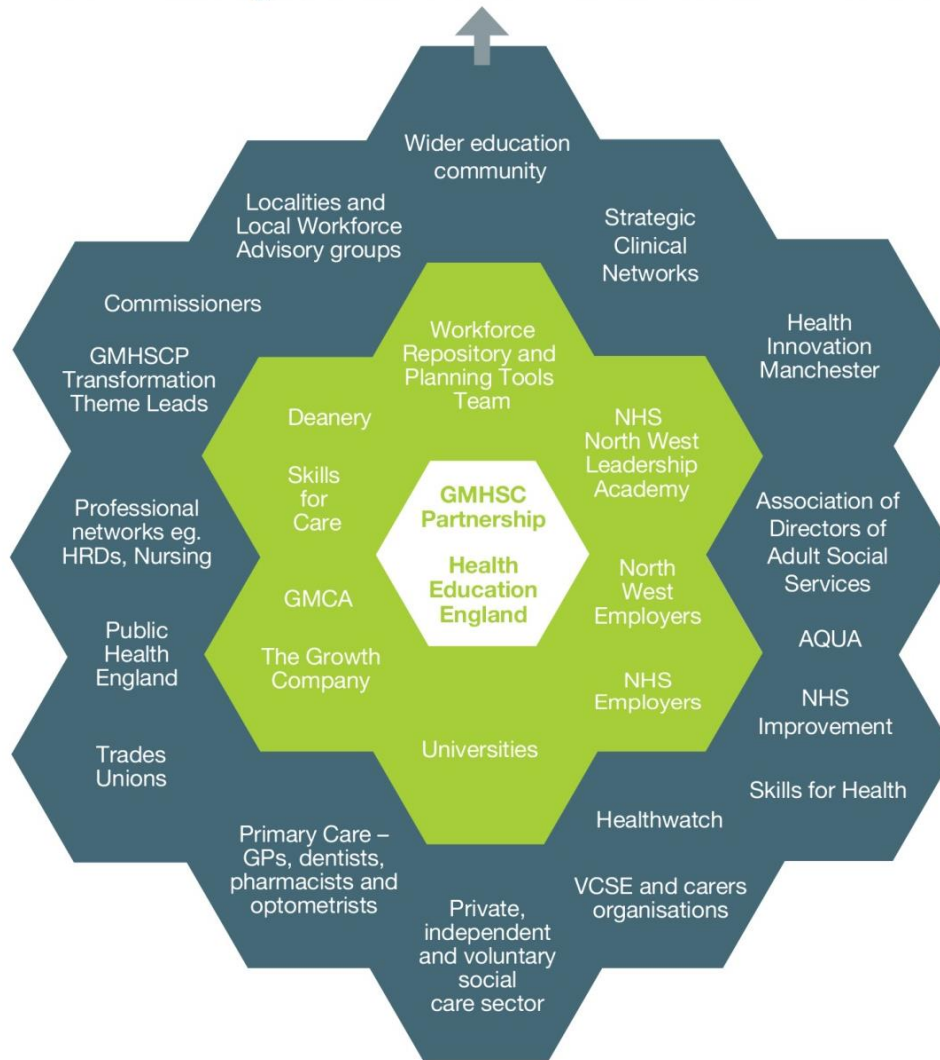 Wider education
community
Localities and
Local Workforce
Advisory groups
Strategic
Clinical
Networks
Commissioners
GMHSCP
Transformation
Theme Leads
Health
Innovation
Manchester
Workforce
Repository and
Planning Tools
Team
Deanery
NHS
North West
Leadership
Academy
Skills
for
Care
GMHSC
Partnership
Health
Education
England
Professional
networks eg.
HRDs, Nursing
Association of
Directors of
Adult Social
Services
GMCA
North
West
Employers
Public
Health
England
AQUA
The Growth
Company
NHS
Employers
NHS
Improvement
Trades
Unions
Universities
Skills for Health
Healthwatch
Primary Care –
GPs, dentists,
pharmacists and
optometrists
VCSE and carers
organisations
Private,
independent
and voluntary
social
care sector